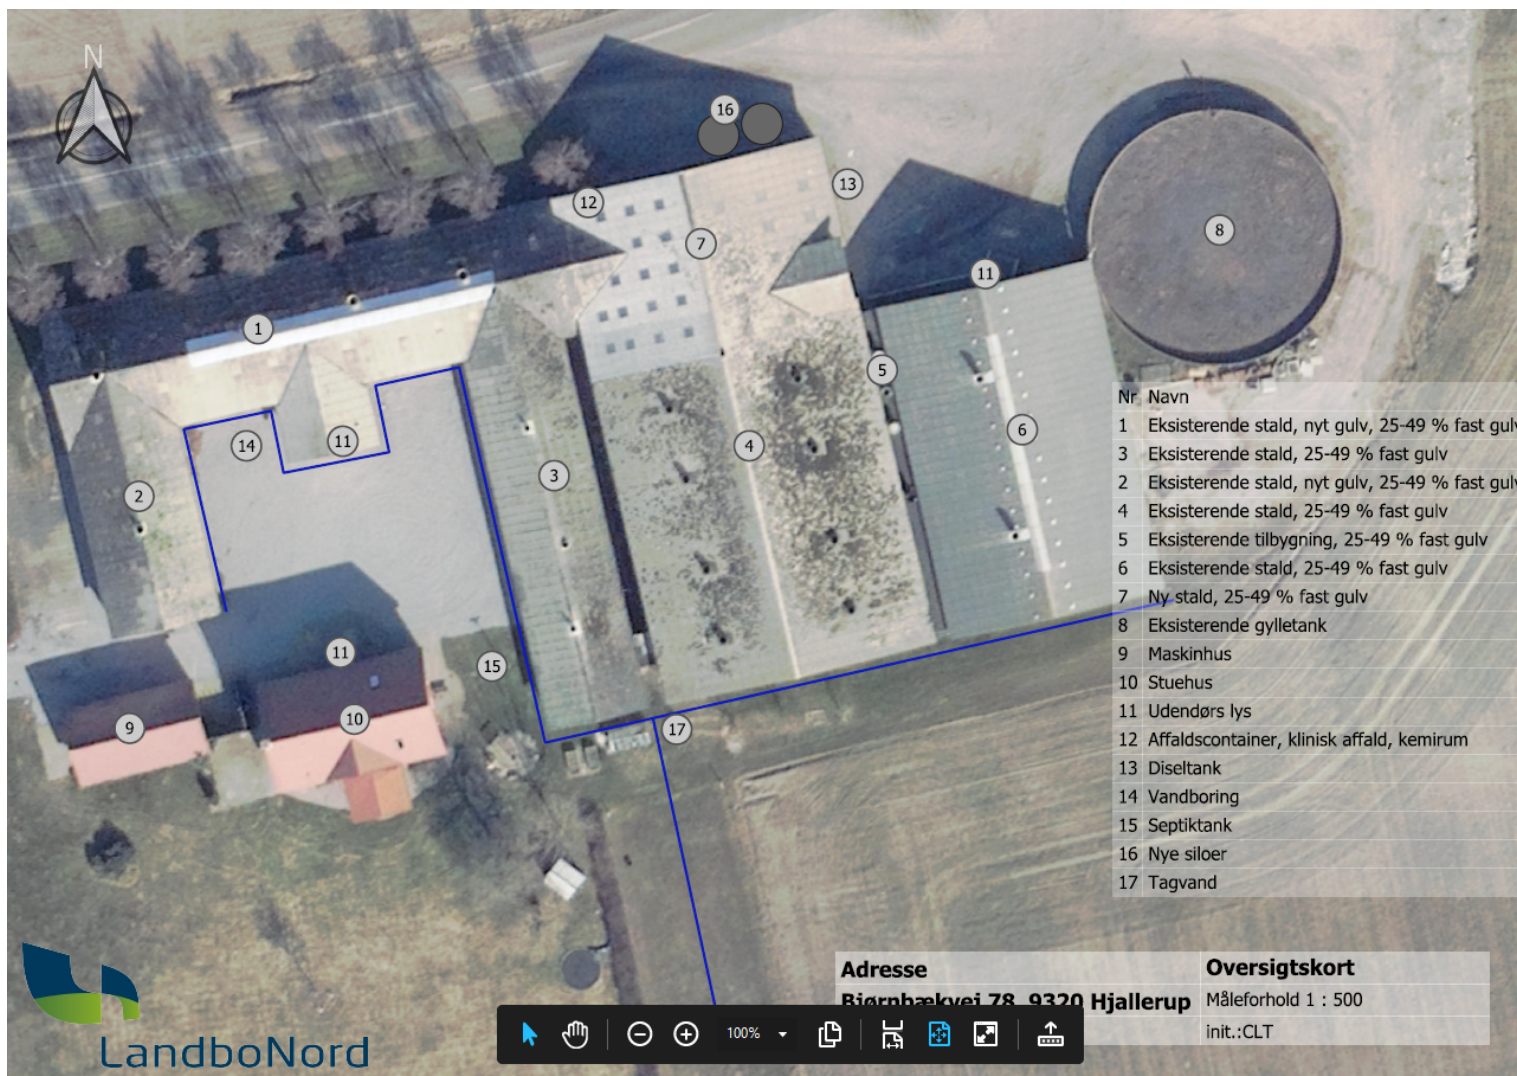 N
16
13
12
7
8
11
1
5
6
14
11
4
3
2
11
15
10
9
17
Nr Navn
1 Eksisterende stald, nyt gulv, 25-49 % fast gulv
3 Eksisterende stald, 25-49 % fast gulv
2 Eksisterende stald, nyt gulv, 25-49 % fast gulv
4 Eksisterende stald, 25-49 % fast gulv
5 Eksisterende tilbygning, 25-49 % fast gulv
6 Eksisterende stald, 25-49 % fast gulv
7 Ny stald, 25-49 % fast gulv
8 Eksisterende gylletank
9 Maskinhus
10 Stuehus
11 Udendørs lys
12 Affaldscontainer, klinisk affald, kemirum
13 Diseltank
14 Vandboring
15 Septiktank
16 Nye siloer
17 Tagvand
Adresse
Bjørnbækvej 78, 9320 Hjallerup
Oversigtskort
Måleforhold 1 : 500
init.:CLT
LandboNord
100%